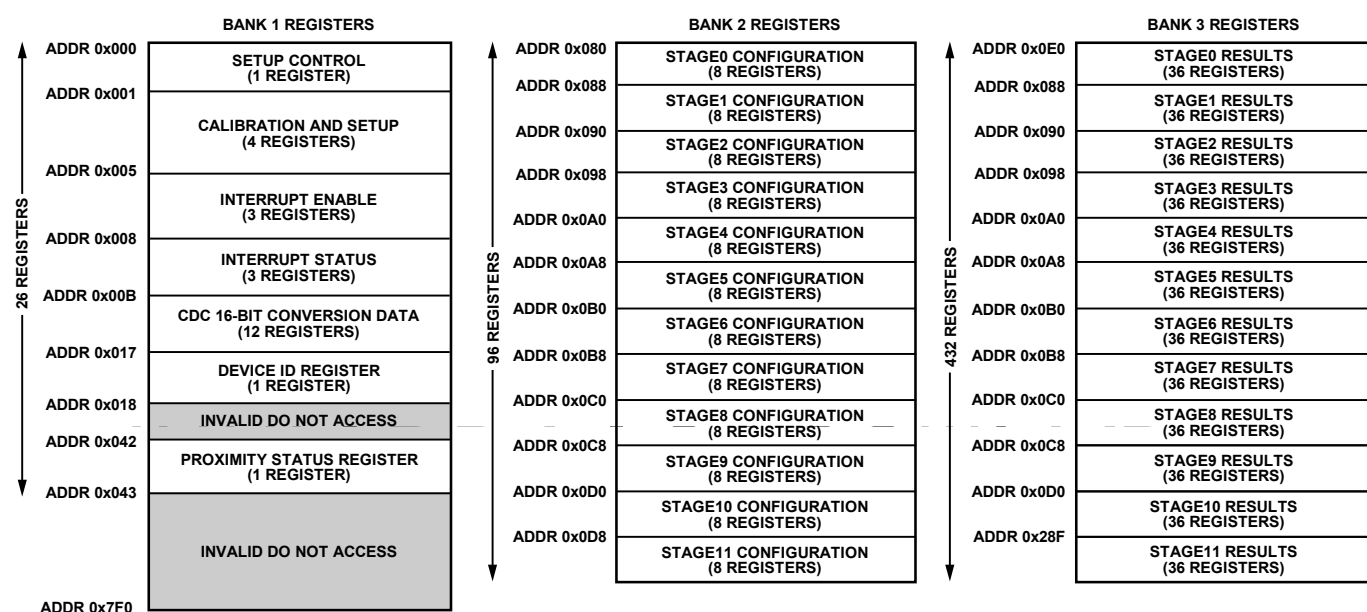 BANK 1 REGISTERS
ADDR 0x000
SETUP CONTROL
(1 REGISTER)
ADDR 0x001
CALIBRATION AND SETUP
(4 REGISTERS)
ADDR 0x005
INTERRUPT ENABLE
(3 REGISTERS)
ADDR 0x008
INTERRUPT STATUS
(3 REGISTERS)
ADDR 0x00B
CDC 16-BIT CONVERSION DATA
(12 REGISTERS)
ADDR 0x017
DEVICE ID REGISTER
(1 REGISTER)
ADDR 0x018
INVALID DO NOT ACCESS
ADDR 0x042
PROXIMITY STATUS REGISTER
(1 REGISTER)
ADDR 0x043
INVALID DO NOT ACCESS
ADDR 0x7F0
26 REGISTERS
BANK 2 REGISTERS
ADDR 0x080
STAGE0 CONFIGURATION
(8 REGISTERS)
ADDR 0x088
STAGE1 CONFIGURATION
(8 REGISTERS)
ADDR 0x090
STAGE2 CONFIGURATION
(8 REGISTERS)
ADDR 0x098
STAGE3 CONFIGURATION
(8 REGISTERS)
ADDR 0x0A0
STAGE4 CONFIGURATION
(8 REGISTERS)
ADDR 0x0A8
STAGE5 CONFIGURATION
(8 REGISTERS)
ADDR 0x0B0
STAGE6 CONFIGURATION
(8 REGISTERS)
ADDR 0x0B8
STAGE7 CONFIGURATION
(8 REGISTERS)
ADDR 0x0C0
STAGE8 CONFIGURATION
(8 REGISTERS)
ADDR 0x0C8
STAGE9 CONFIGURATION
(8 REGISTERS)
ADDR 0x0D0
STAGE10 CONFIGURATION
(8 REGISTERS)
ADDR 0x0D8
STAGE11 CONFIGURATION
(8 REGISTERS)
96 REGISTERS
BANK 3 REGISTERS
ADDR 0x0E0
STAGE0 RESULTS
(36 REGISTERS)
ADDR 0x088
STAGE1 RESULTS
(36 REGISTERS)
ADDR 0x090
STAGE2 RESULTS
(36 REGISTERS)
ADDR 0x098
STAGE3 RESULTS
(36 REGISTERS)
ADDR 0x0A0
STAGE4 RESULTS
(36 REGISTERS)
ADDR 0x0A8
STAGE5 RESULTS
(36 REGISTERS)
ADDR 0x0B0
STAGE6 RESULTS
(36 REGISTERS)
ADDR 0x0B8
STAGE7 RESULTS
(36 REGISTERS)
ADDR 0x0C0
STAGE8 RESULTS
(36 REGISTERS)
ADDR 0x0C8
STAGE9 RESULTS
(36 REGISTERS)
ADDR 0x0D0
STAGE10 RESULTS
(36 REGISTERS)
ADDR 0x28F
STAGE11 RESULTS
(36 REGISTERS)
432 REGISTERS